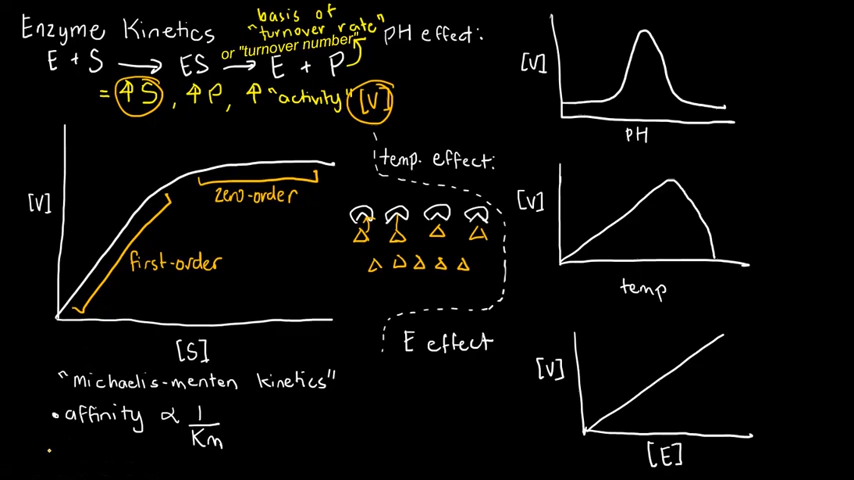 Enzyme Kinetics
basis of
"turnover rate"
or "turnover number"
E + S → ES → E + P
= ↑S, ↑P, ↑ "activity" [V]
[V]
zero-order
first-order
[S]
"michaelis-menten kinetics"
• affinity ∝ 1/Km
temp. effect:
E effect
PH effect:
[V]
PH
[V]
temp
[V]
[E]